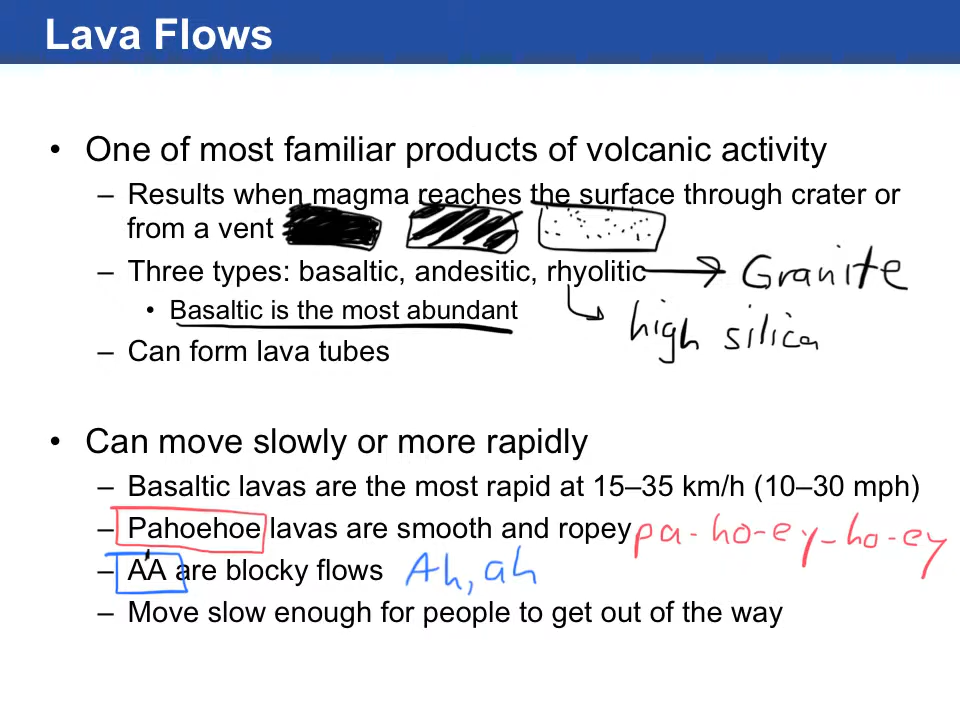 Lava Flows
• One of most familiar products of volcanic activity
– Results when magma reaches the surface through crater or
from a vent
– Three types: basaltic, andesitic, rhyolitic → Granite
• Basaltic is the most abundant
high silica
– Can form lava tubes
• Can move slowly or more rapidly
– Basaltic lavas are the most rapid at 15–35 km/h (10–30 mph)
– Pahoehoe lavas are smooth and ropey pa-ho-ey-ho-ey
– A'A are blocky flows Ah, ah
– Move slow enough for people to get out of the way